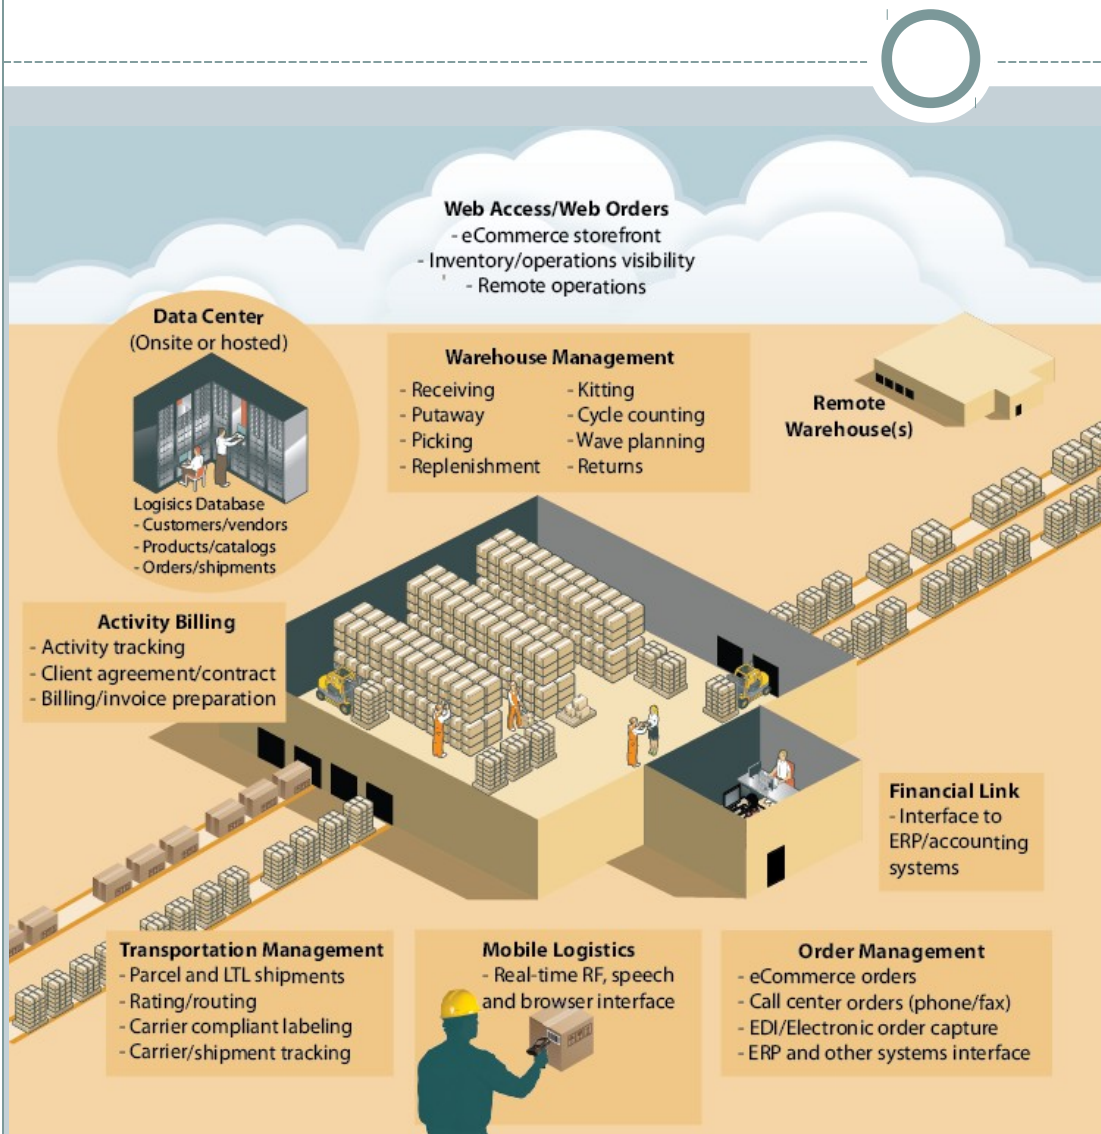 Web Access/Web Orders
- eCommerce storefront
- Inventory/operations visibility
- Remote operations
Data Center
(Onsite or hosted)
Logisics Database
- Customers/vendors
- Products/catalogs
- Orders/shipments
Warehouse Management
- Receiving
- Putaway
- Picking
- Replenishment
- Kitting
- Cycle counting
- Wave planning
- Returns
Remote
Warehouse(s)
Activity Billing
- Activity tracking
- Client agreement/contract
- Billing/invoice preparation
Financial Link
- Interface to
ERP/accounting
systems
Transportation Management
- Parcel and LTL shipments
- Rating/routing
- Carrier compliant labeling
- Carrier/shipment tracking
Mobile Logistics
- Real-time RF, speech
and browser interface
Order Management
- eCommerce orders
- Call center orders (phone/fax)
- EDI/Electronic order capture
- ERP and other systems interface